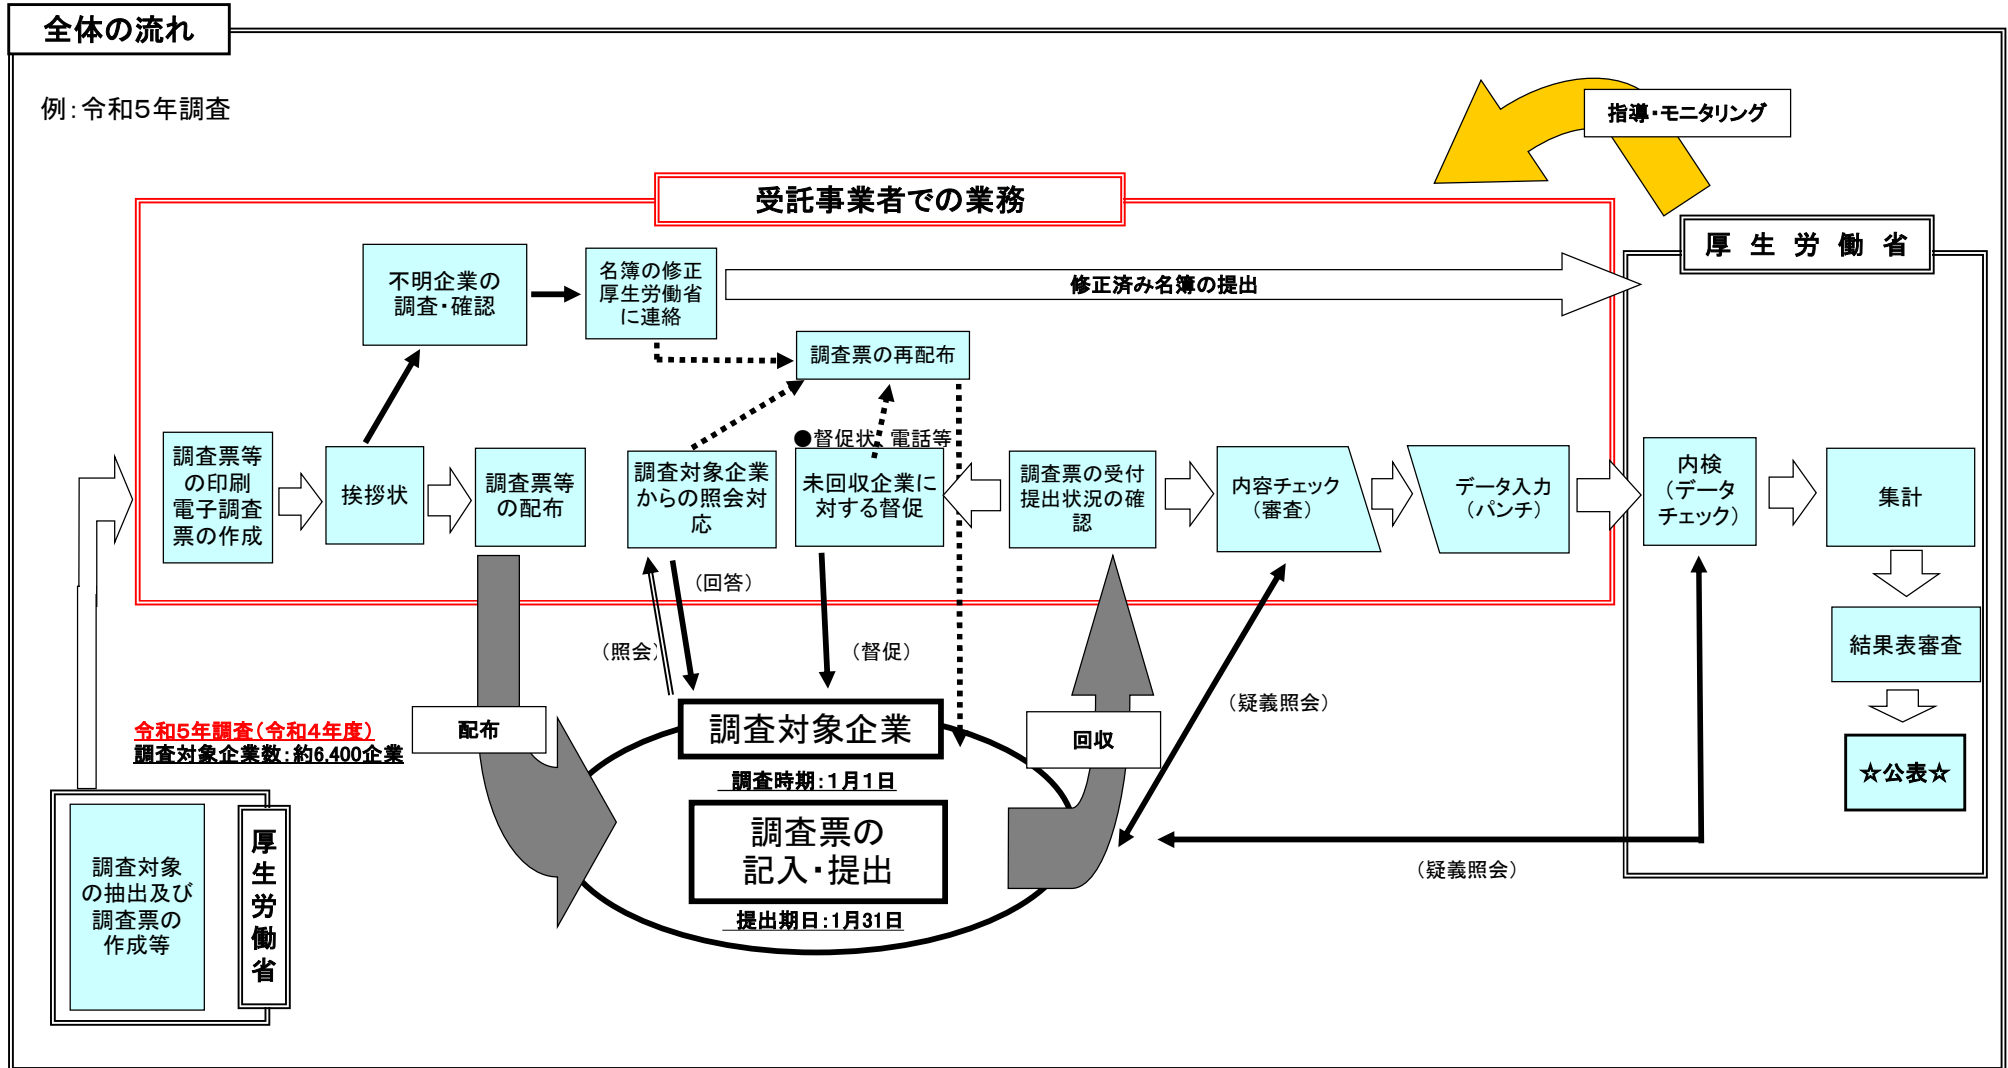 全体の流れ
例：令和５年調査
指導・モニタリング
受託事業者での業務
厚生労働省
不明企業の
調査・確認
名簿の修正
厚生労働省
に連絡
修正済み名簿の提出
調査票の再配布
●督促状、電話等
調査票等
の印刷
電子調査
票の作成
挨拶状
調査票等
の配布
調査対象企業
からの照会対
応
未回収企業に
対する督促
調査票の受付
提出状況の確
認
内容チェック
（審査）
データ入力
（パンチ）
内検
（データ
チェック）
集計
（回答）
（照会）
（督促）
結果表審査
（疑義照会）
令和５年調査（令和４年度）
調査対象企業数：約6,400企業
配布
調査対象企業
回収
☆公表☆
調査時期：１月１日
調査票の
記入・提出
提出期日：１月31日
（疑義照会）
調査対象
の抽出及び
調査票の
作成等
厚生労働省